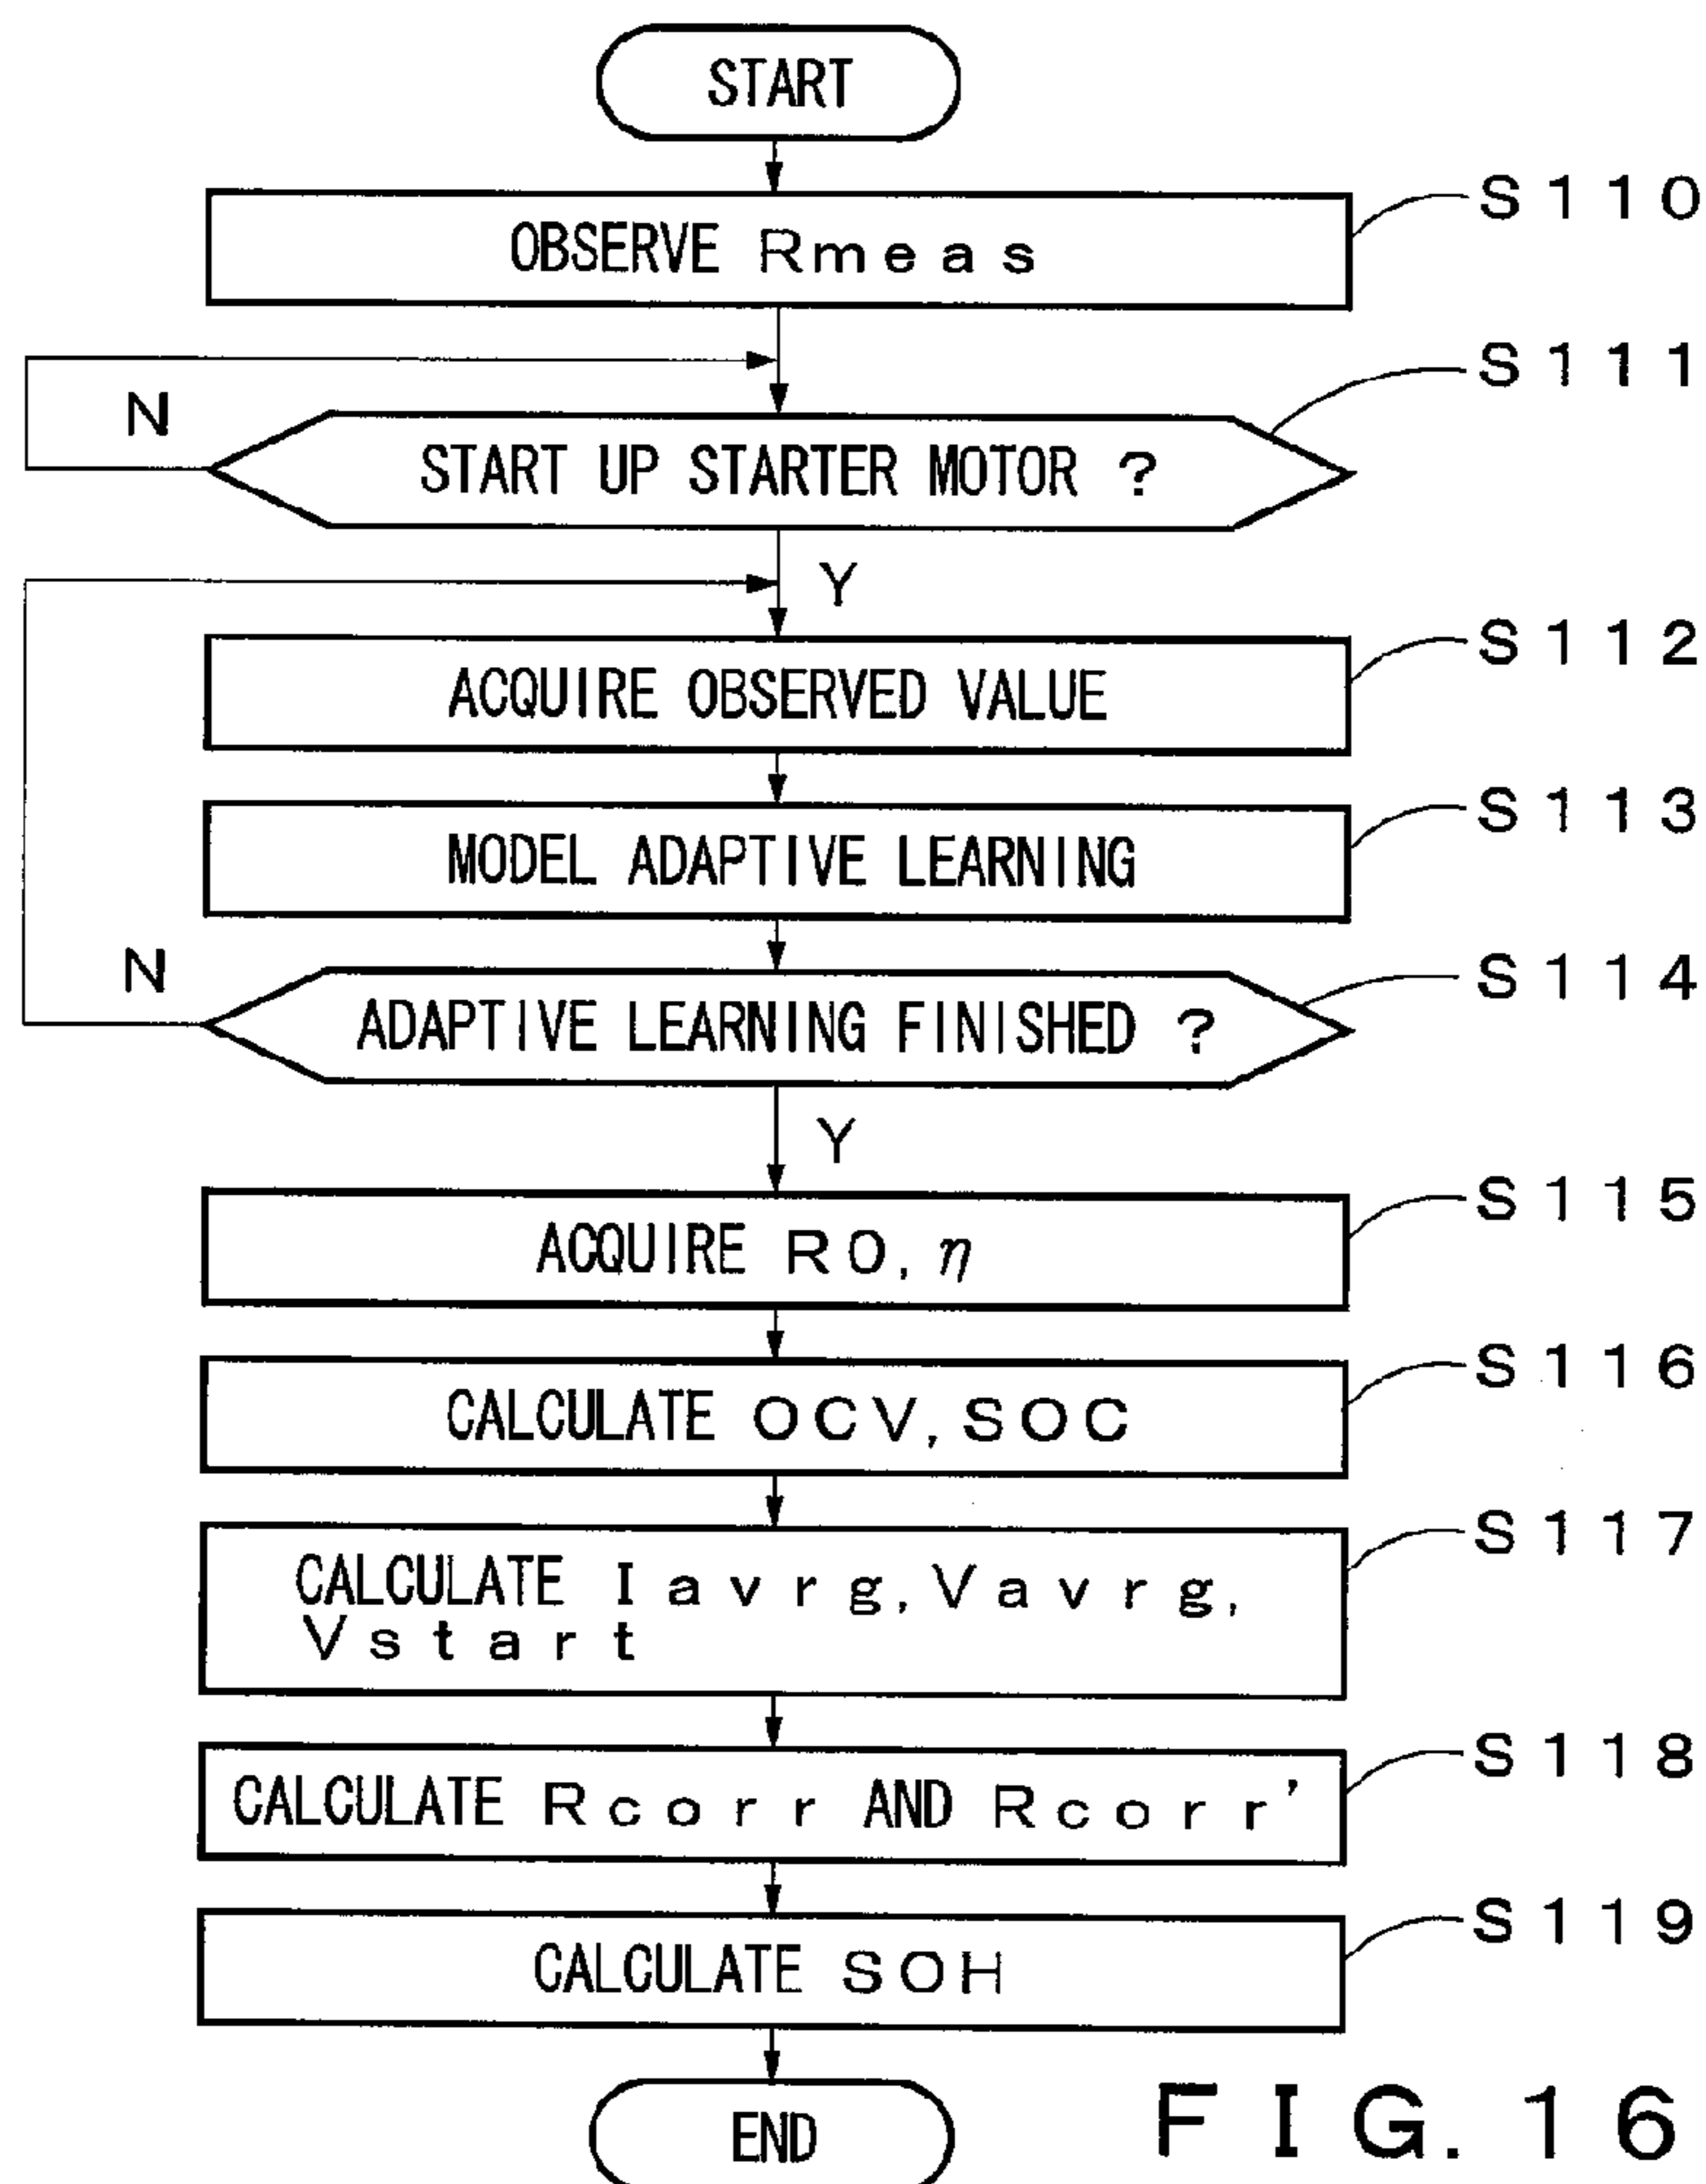 START
OBSERVE Rmeas
S110
N
START UP STARTER MOTOR ?
S111
Y
ACQUIRE OBSERVED VALUE
S112
MODEL ADAPTIVE LEARNING
S113
N
ADAPTIVE LEARNING FINISHED ?
S114
Y
ACQUIRE R0, η
S115
CALCULATE OCV, SOC
S116
CALCULATE Iavrg, Vavrg,
Vstart
S117
CALCULATE Rcorr AND Rcorr'
S118
CALCULATE SOH
S119
END
FIG. 16